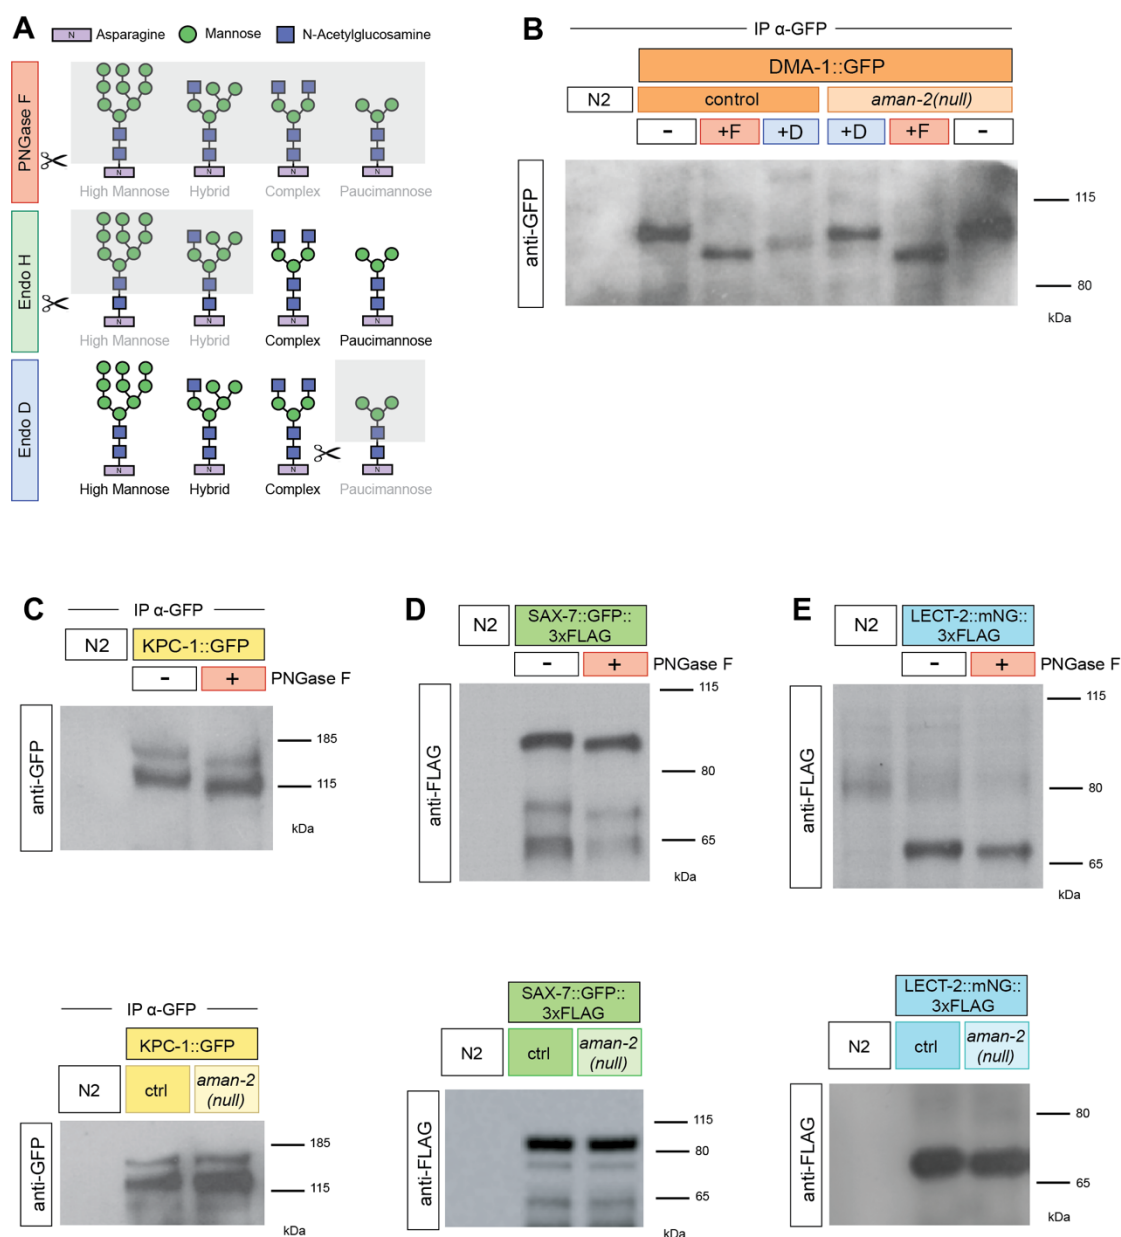 A
N Asparagine Mannose N-Acetylglucosamine
PNGase F
N N N N
High Mannose Hybrid Complex Paucimannose
Endo H
N N N N
High Mannose Hybrid Complex Paucimannose
Endo D
N N N N
High Mannose Hybrid Complex Paucimannose
B
IP α-GFP
DMA-1::GFP
N2 control aman-2(null)
- +F +D +D +F -
anti-GFP
115
80
kDa
C
IP α-GFP
N2 KPC-1::GFP
- + PNGase F
anti-GFP
185
115
kDa
D
N2 SAX-7::GFP::
3xFLAG
- + PNGase F
anti-FLAG
115
80
65
kDa
E
N2 LECT-2::mNG::
3xFLAG
- + PNGase F
anti-FLAG
115
80
65
kDa
IP α-GFP
KPC-1::GFP
N2 ctrl aman-2
(null)
anti-GFP
185
115
kDa
SAX-7::GFP::
3xFLAG
N2 ctrl aman-2
(null)
anti-FLAG
115
80
65
kDa
LECT-2::mNG::
3xFLAG
N2 ctrl aman-2
(null)
anti-FLAG
80
65
kDa